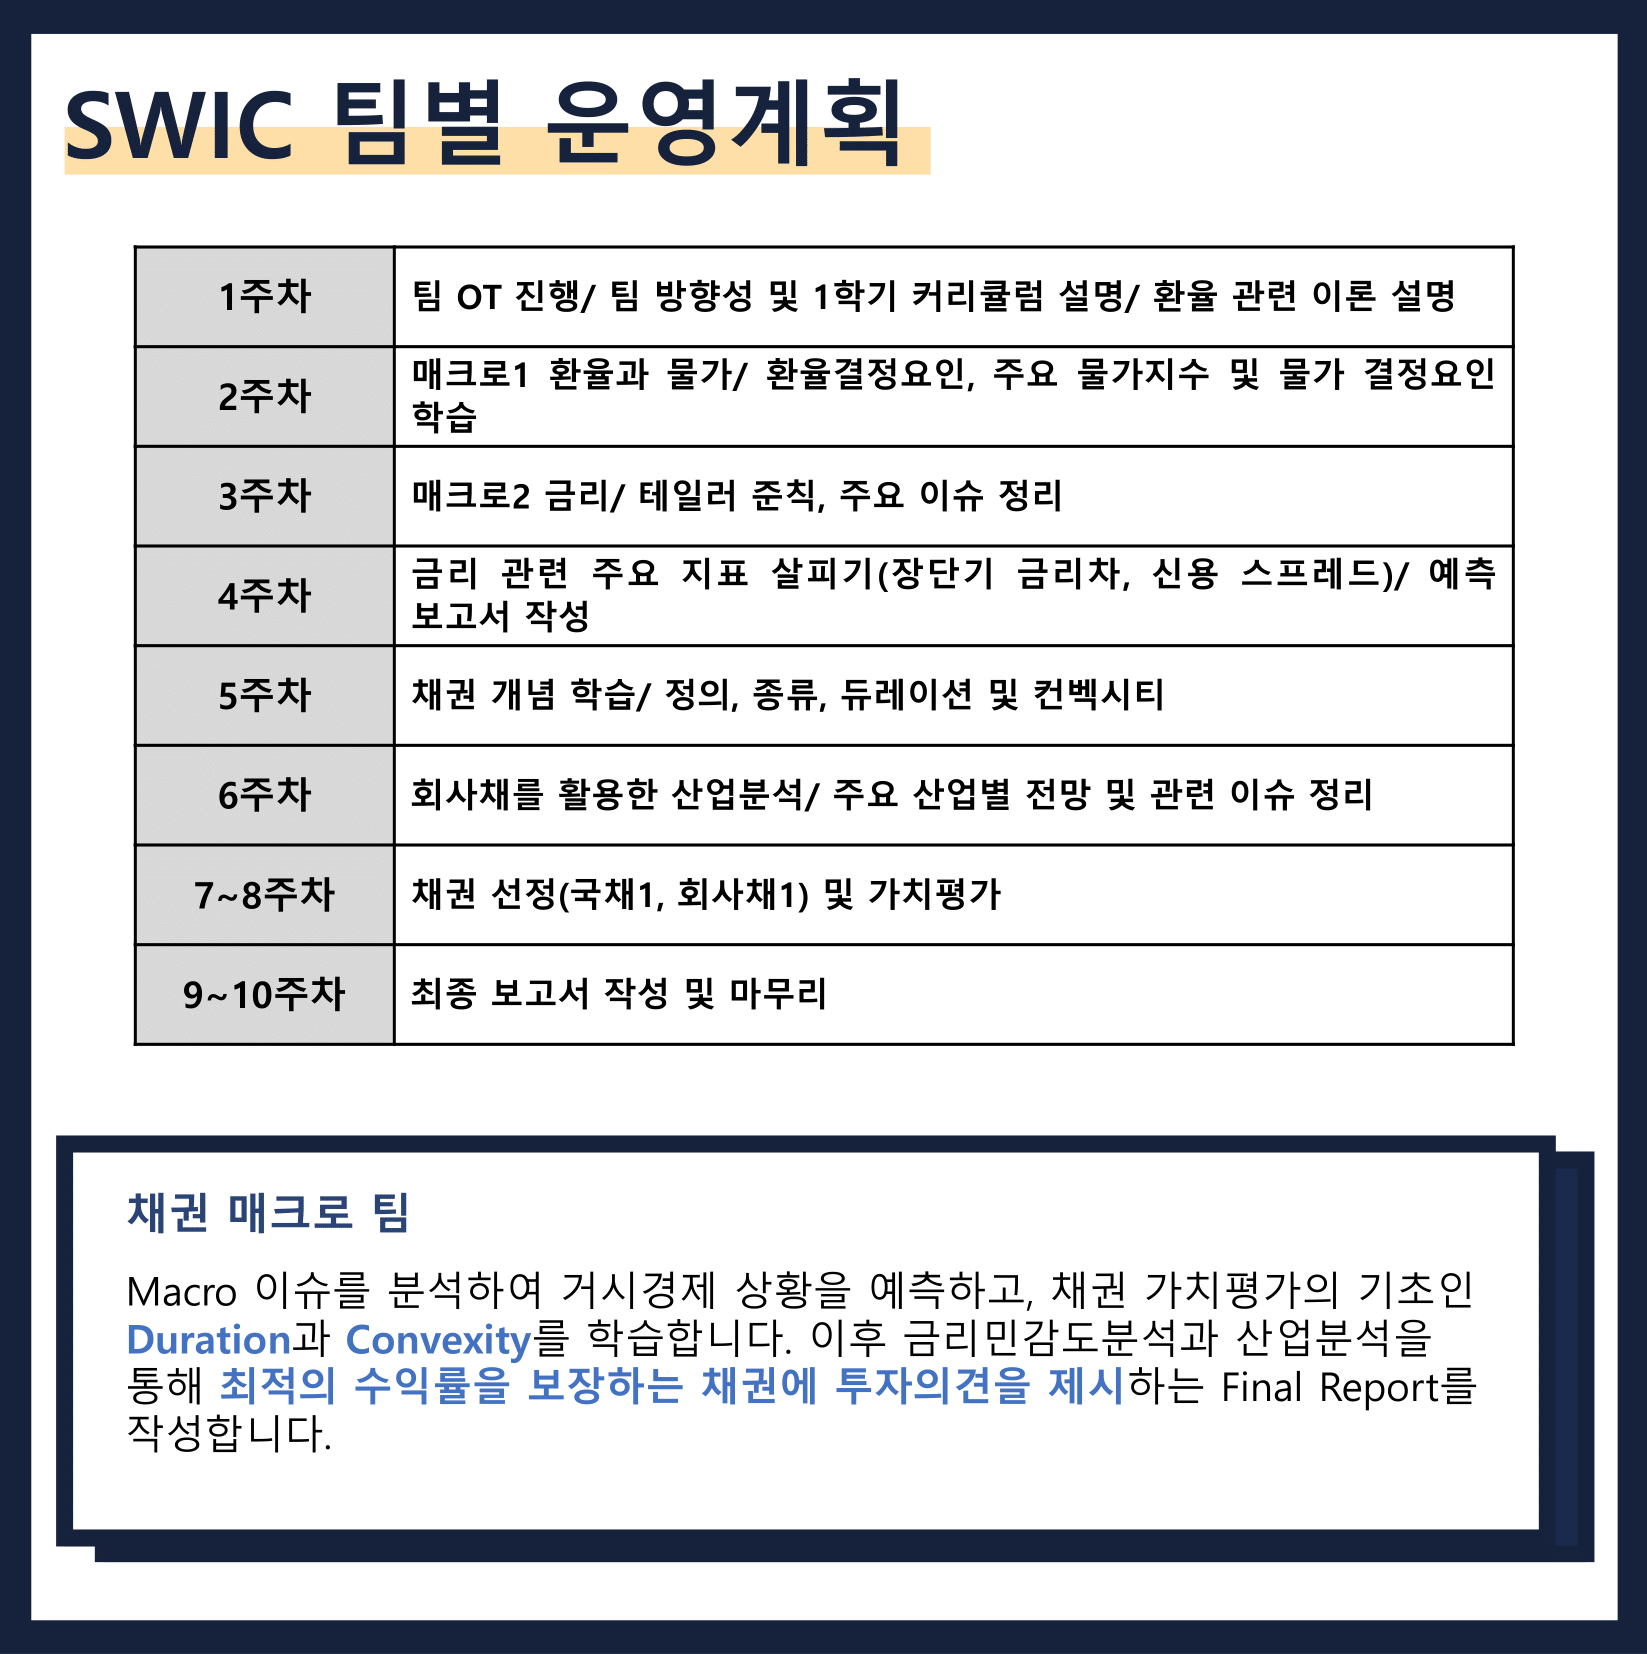 SWIC 팀별 운영계획
1주차
팀 OT 진행/ 팀 방향성 및 1학기 커리큘럼 설명/ 환율 관련 이론 설명
2주차
매크로1 환율과 물가/ 환율결정요인, 주요 물가지수 및 물가 결정요인
학습
3주차
매크로2 금리/ 테일러 준칙, 주요 이슈 정리
4주차
금리 관련 주요 지표 살피기(장단기 금리차, 신용 스프레드)/ 예측
보고서 작성
5주차
채권 개념 학습/ 정의, 종류, 듀레이션 및 컨벡시티
6주차
회사채를 활용한 산업분석/ 주요 산업별 전망 및 관련 이슈 정리
7~8주차
채권 선정(국채1, 회사채1) 및 가치평가
9~10주차
최종 보고서 작성 및 마무리
채권 매크로 팀
Macro 이슈를 분석하여 거시경제 상황을 예측하고, 채권 가치평가의 기초인
Duration과 Convexity를 학습합니다. 이후 금리민감도분석과 산업분석을
통해 최적의 수익률을 보장하는 채권에 투자의견을 제시하는 Final Report를
작성합니다.